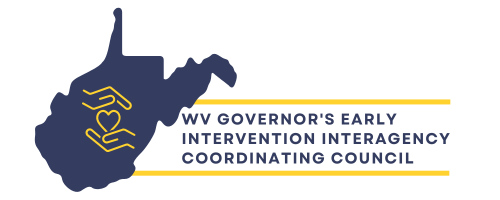 WV GOVERNOR'S EARLY
INTERVENTION INTERAGENCY
COORDINATING COUNCIL